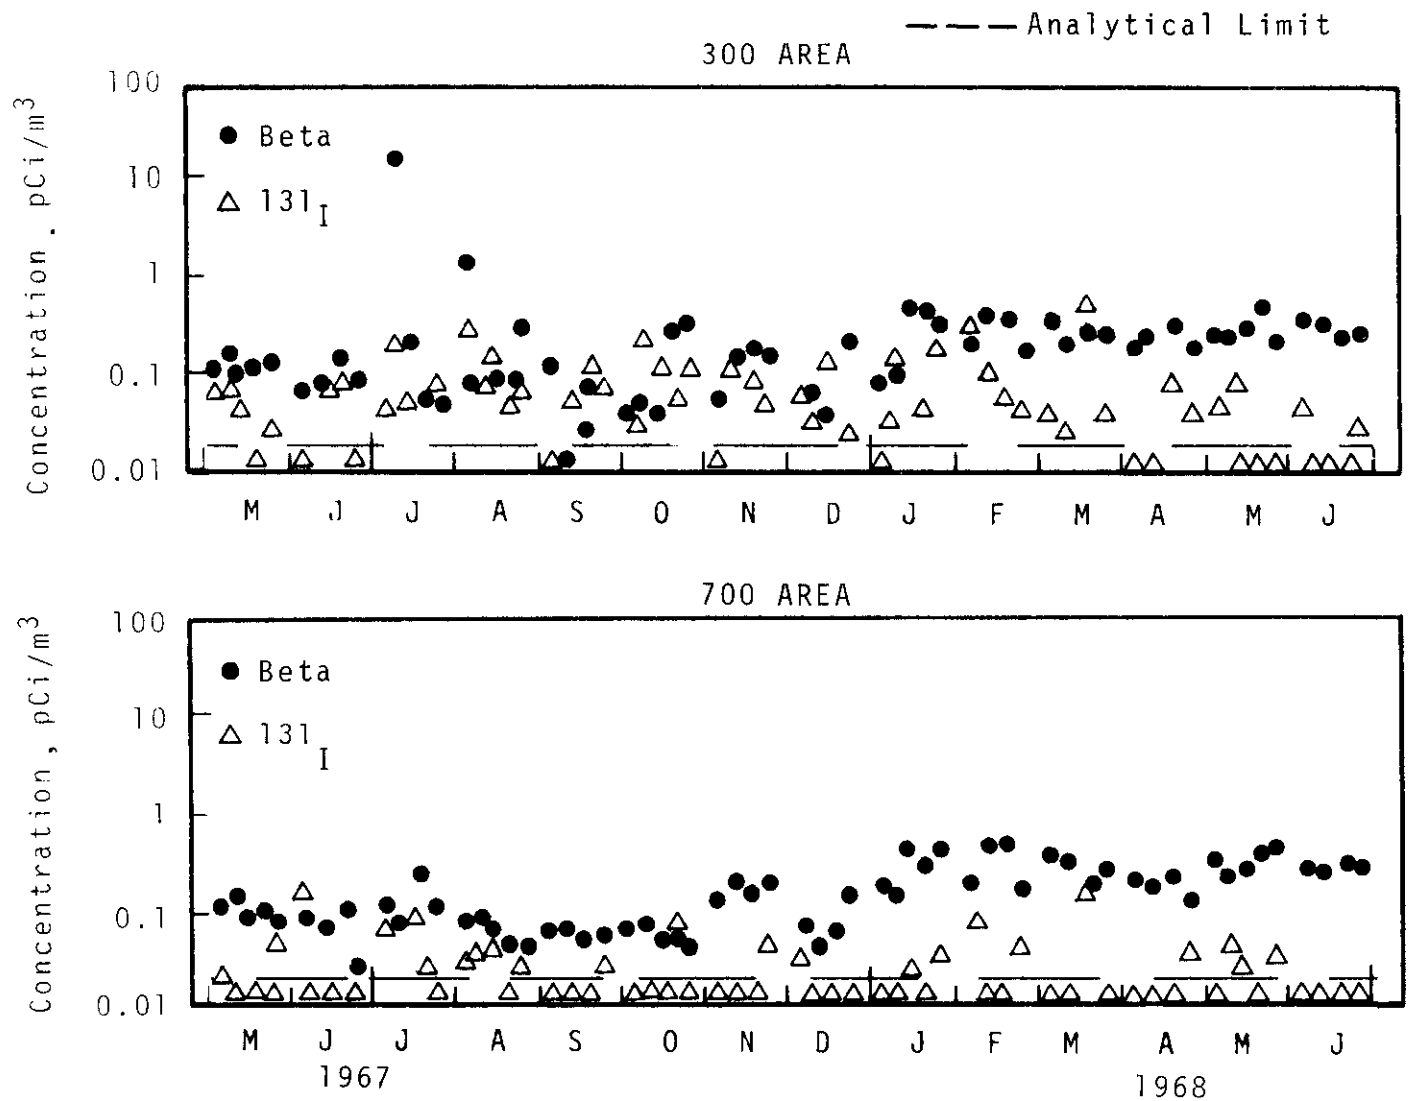 Analytical Limit
300 AREA
Concentration, pCi/m³
100
10
1
0.1
0.01
Beta
131I
M J J A S O N D J F M A M J
700 AREA
Concentration, pCi/m³
100
10
1
0.1
0.01
Beta
131I
M J J A S O N D J F M A M J
1967 1968